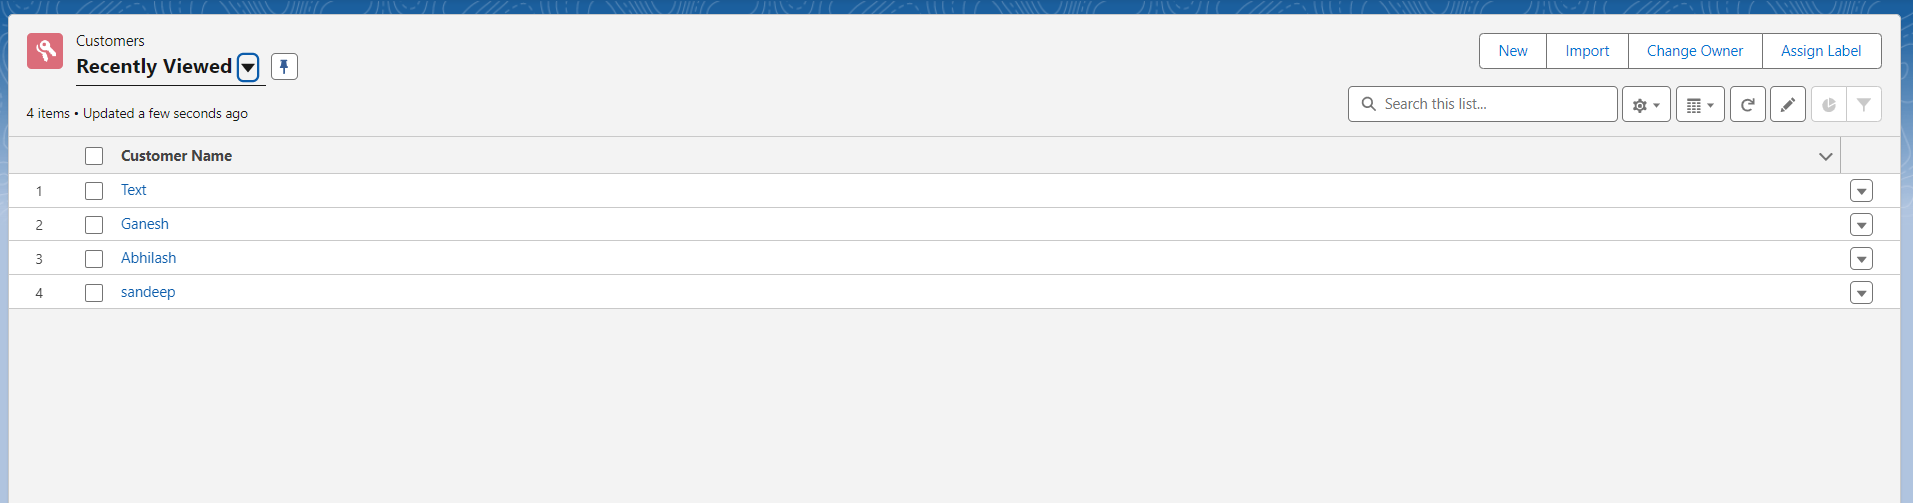 Customers
Recently Viewed
New Import Change Owner Assign Label
4 items • Updated a few seconds ago
Search this list...
Customer Name
1 Text
2 Ganesh
3 Abhilash
4 sandeep